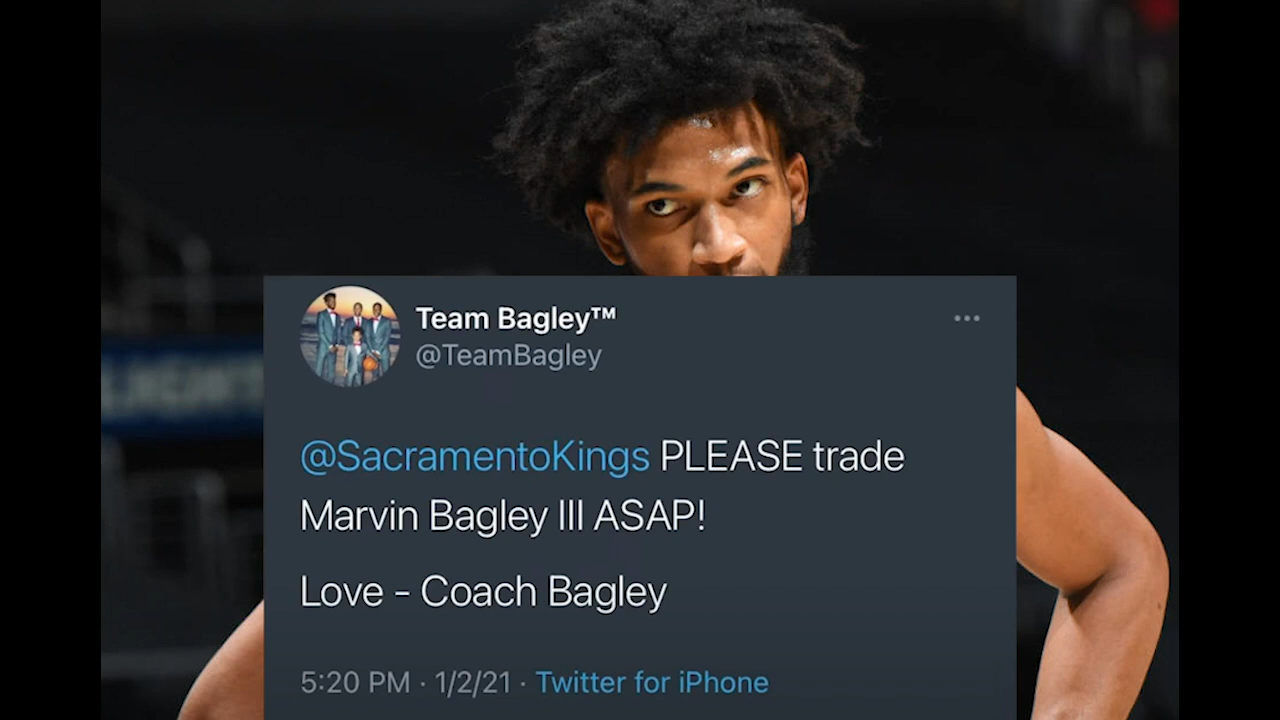 Team Bagley™
@TeamBagley
@SacramentoKings PLEASE trade
Marvin Bagley III ASAP!
Love - Coach Bagley
5:20 PM · 1/2/21 · Twitter for iPhone